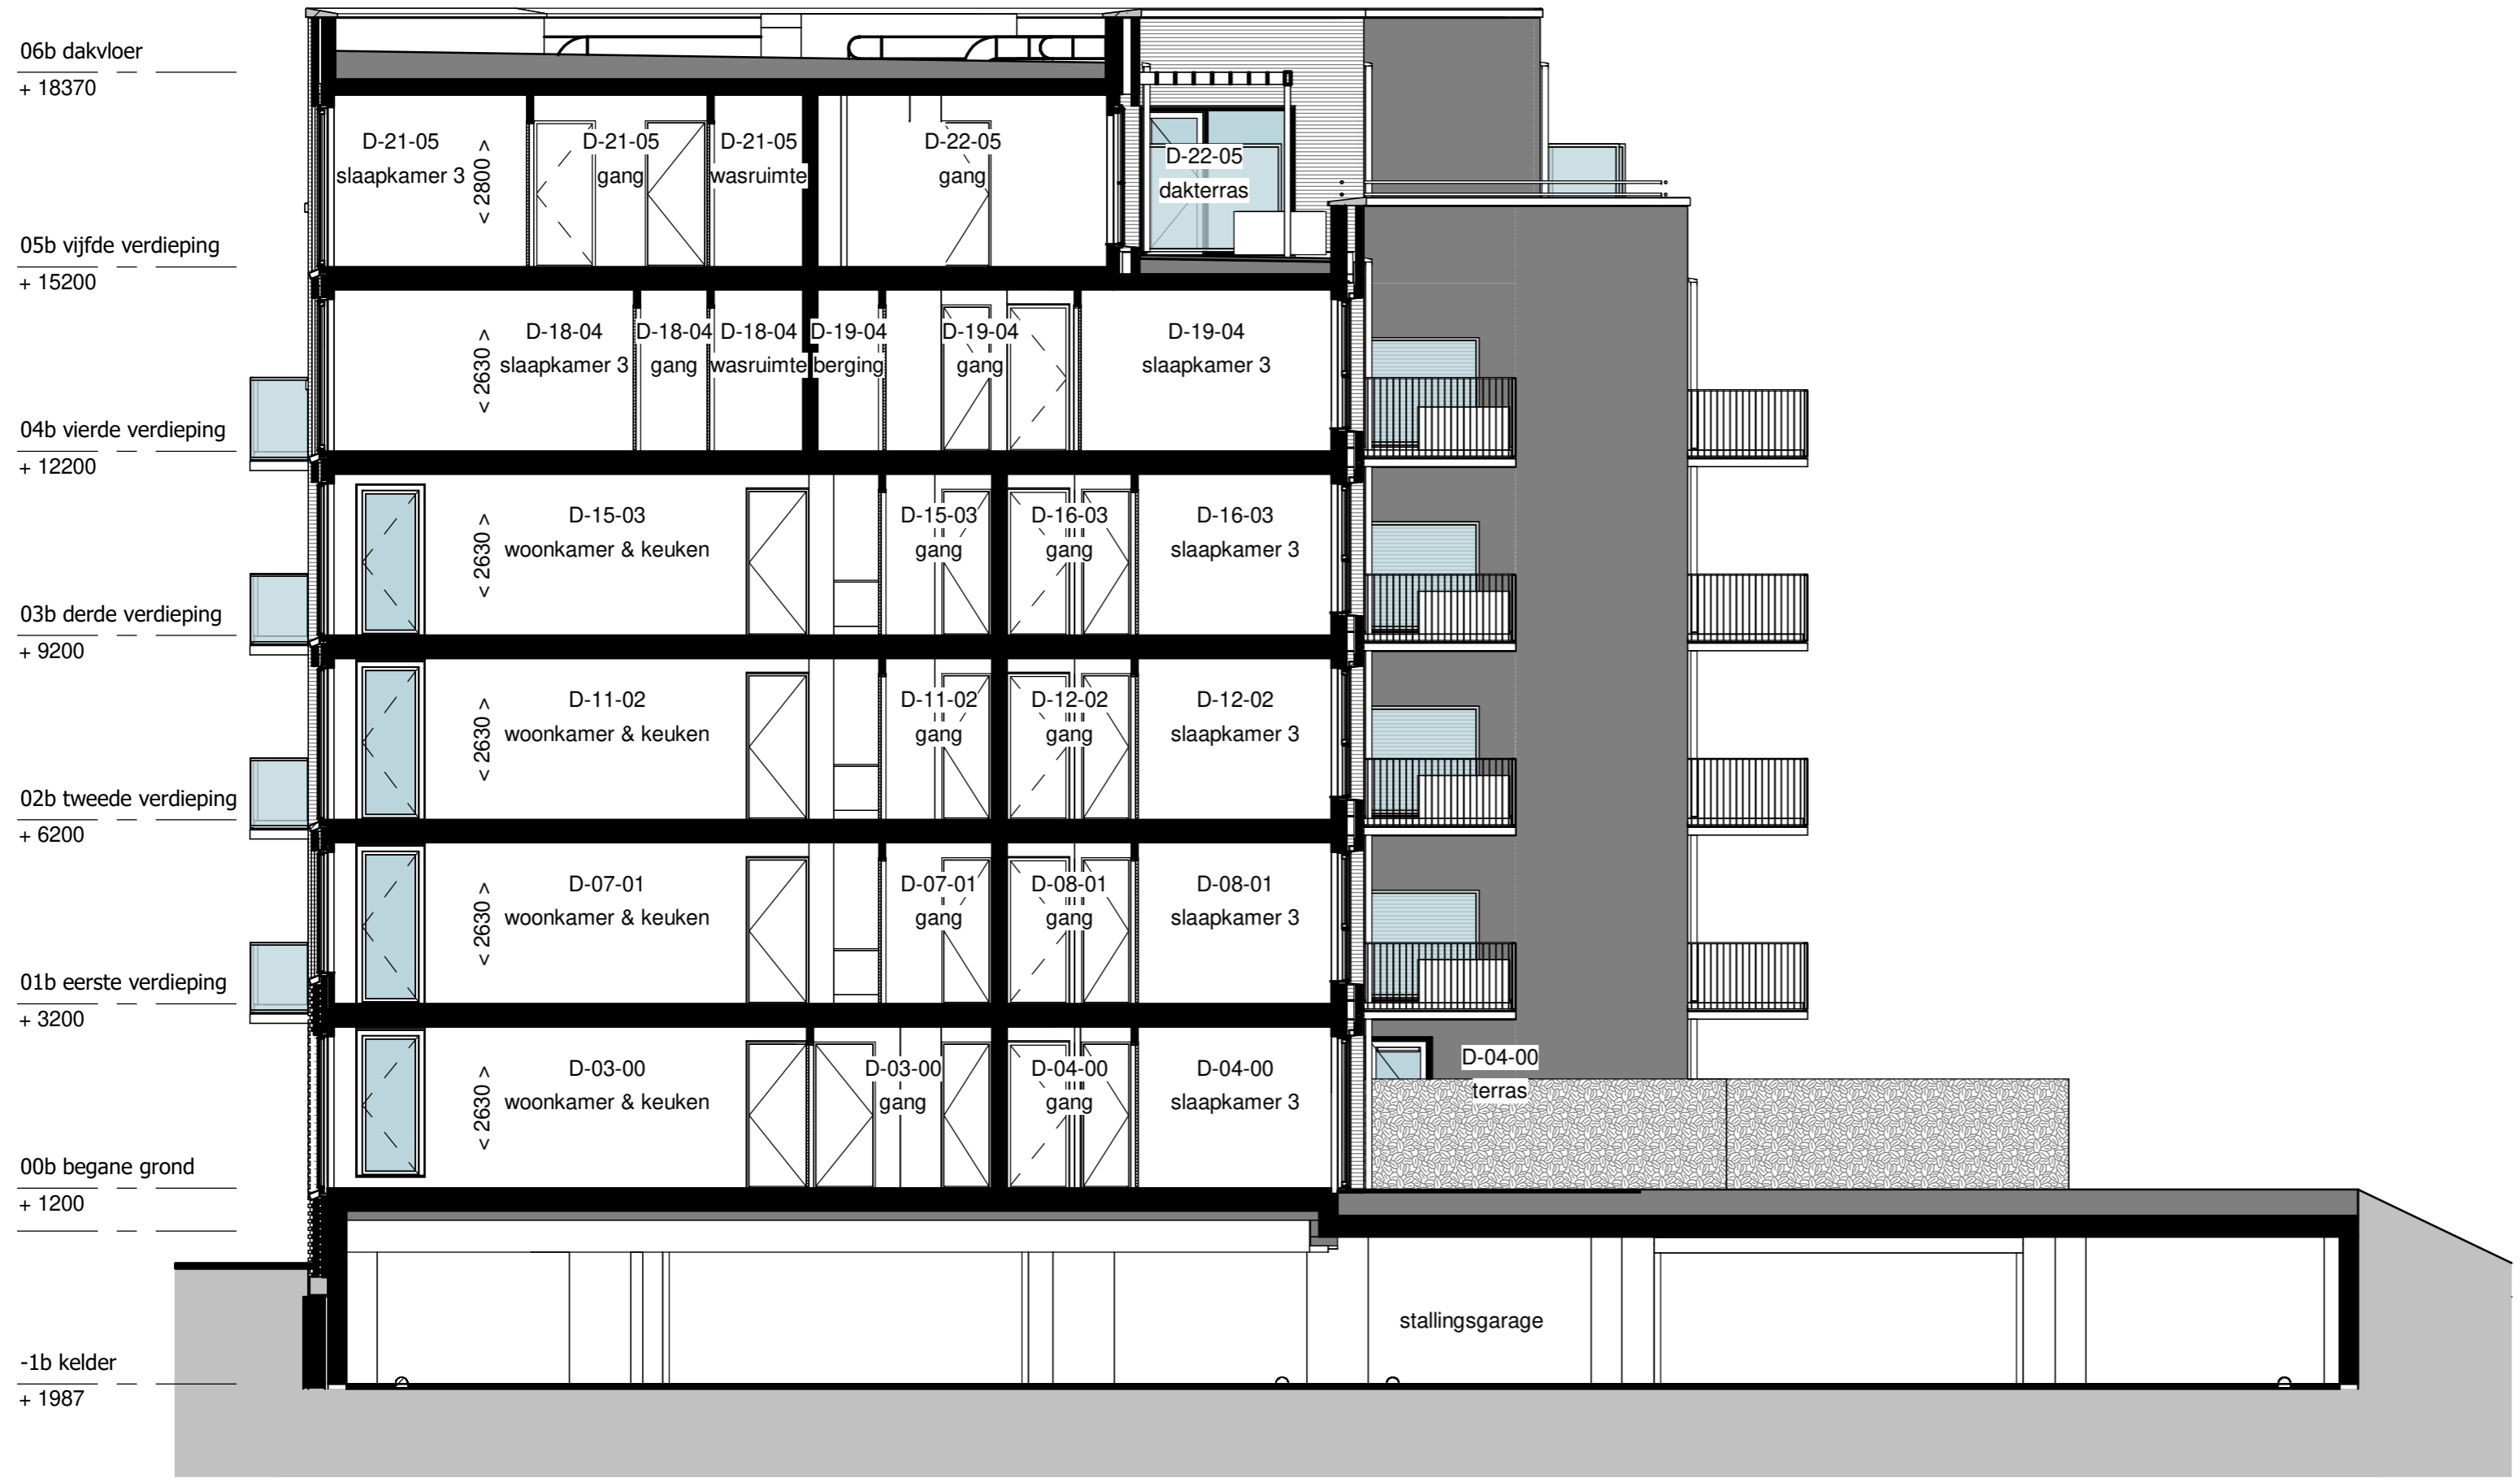 06b dakvloer
+ 18370
D-21-05
slaapkamer 3
< 2800 >
D-21-05
gang
D-21-05
wasruimte
D-22-05
gang
D-22-05
dakterras
05b vijfde verdieping
+ 15200
D-18-04
slaapkamer 3
< 2630 >
D-18-04
gang
D-18-04
wasruimte
D-19-04
berging
D-19-04
gang
D-19-04
slaapkamer 3
04b vierde verdieping
+ 12200
D-15-03
woonkamer & keuken
< 2630 >
D-15-03
gang
D-16-03
gang
D-16-03
slaapkamer 3
03b derde verdieping
+ 9200
D-11-02
woonkamer & keuken
< 2630 >
D-11-02
gang
D-12-02
gang
D-12-02
slaapkamer 3
02b tweede verdieping
+ 6200
D-07-01
woonkamer & keuken
< 2630 >
D-07-01
gang
D-08-01
gang
D-08-01
slaapkamer 3
01b eerste verdieping
+ 3200
D-03-00
woonkamer & keuken
< 2630 >
D-03-00
gang
D-04-00
gang
D-04-00
slaapkamer 3
D-04-00
terras
00b begane grond
+ 1200
stallingsgarage
-1b kelder
+ 1987